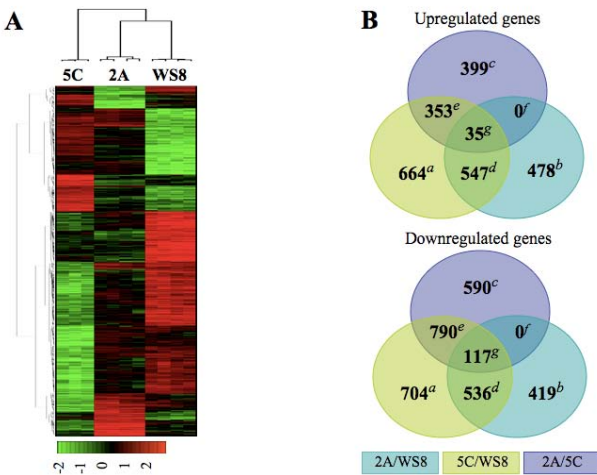 A
5C 2A WS8
-2 -1 0 1 2
B
Upregulated genes
399c
353e 0f
35g
664a 547d 478b
Downregulated genes
590c
790e 0f
117g
704a 536d 419b
2A/WS8 5C/WS8 2A/5C